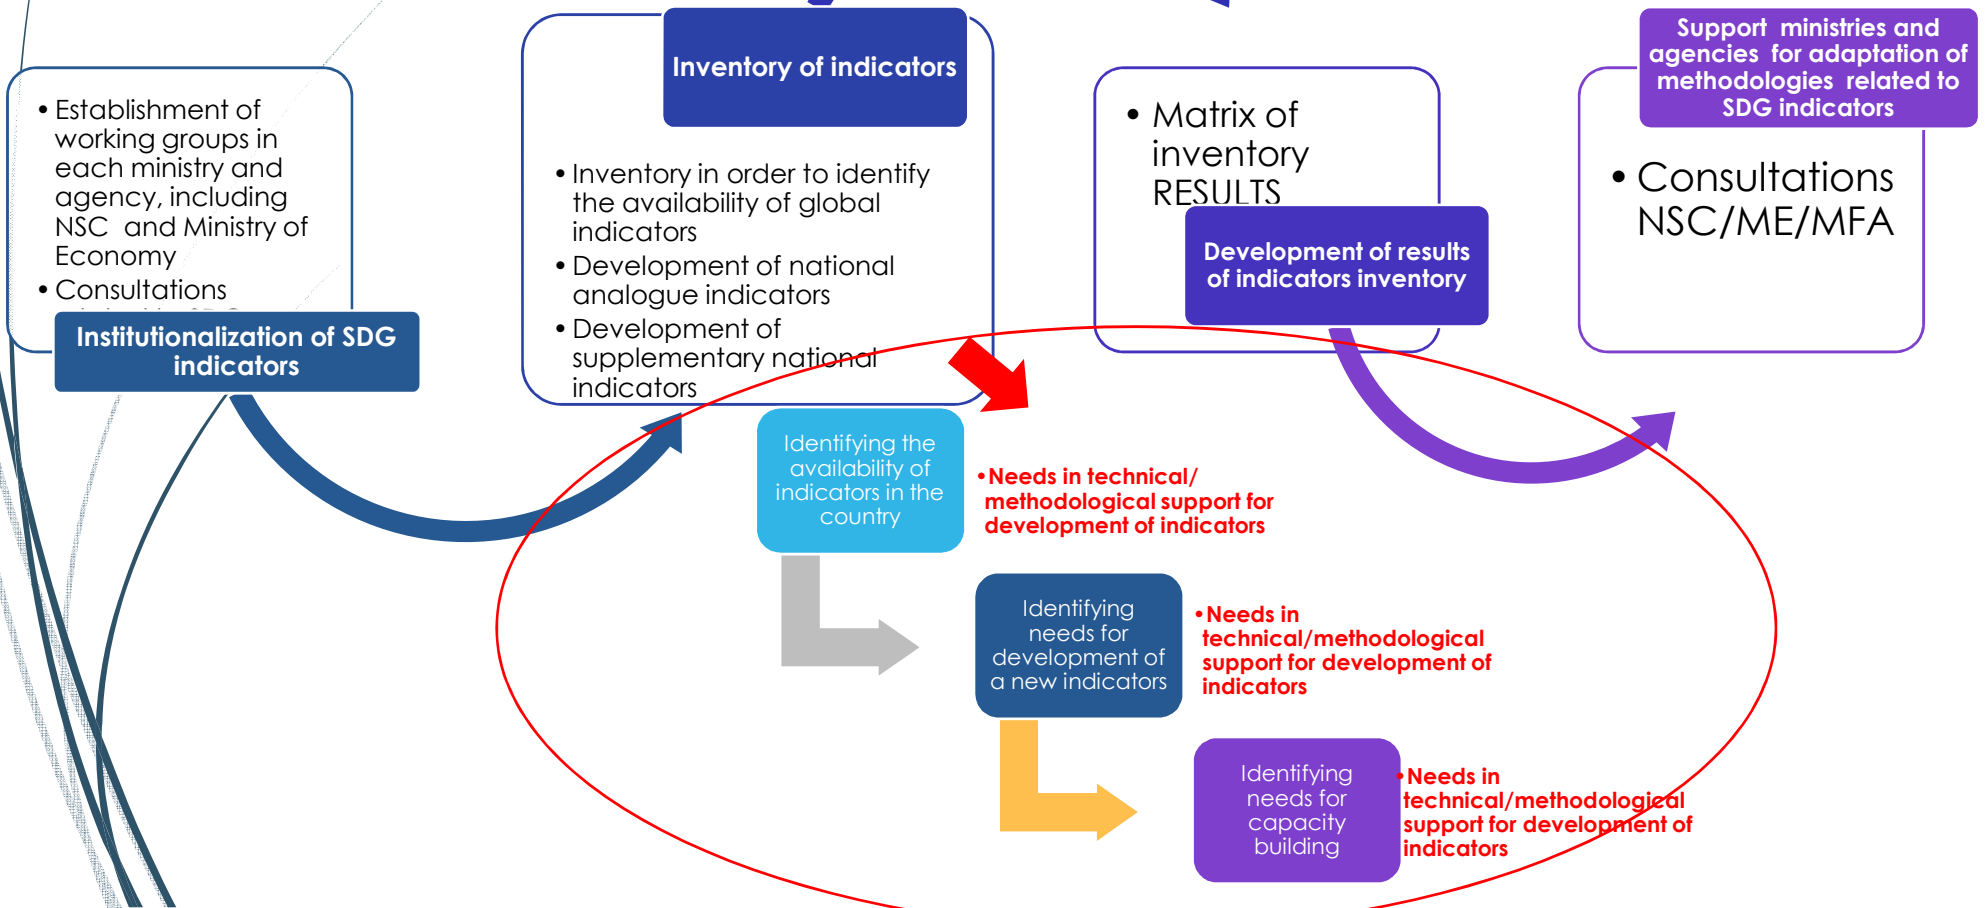 • Establishment of
working groups in
each ministry and
agency, including
NSC and Ministry of
Economy
• Consultations
Institutionalization of SDG
indicators
Inventory of indicators
• Inventory in order to identify
the availability of global
indicators
• Development of national
analogue indicators
• Development of
supplementary national
indicators
• Matrix of
inventory
RESULTS
Development of results
of indicators inventory
Support ministries and
agencies for adaptation of
methodologies related to
SDG indicators
• Consultations
NSC/ME/MFA
Identifying the
availability of
indicators in the
country
• Needs in technical/
methodological support for
development of indicators
Identifying
needs for
development of
a new indicators
• Needs in
technical/methodological
support for development of
indicators
Identifying
needs for
capacity
building
• Needs in
technical/methodological
support for development of
indicators